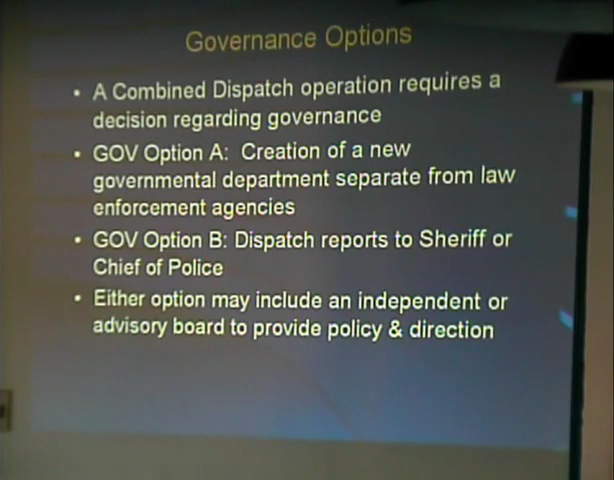 Governance Options
• A Combined Dispatch operation requires a
decision regarding governance
• GOV Option A: Creation of a new
governmental department separate from law
enforcement agencies
• GOV Option B: Dispatch reports to Sheriff or
Chief of Police
• Either option may include an independent or
advisory board to provide policy & direction